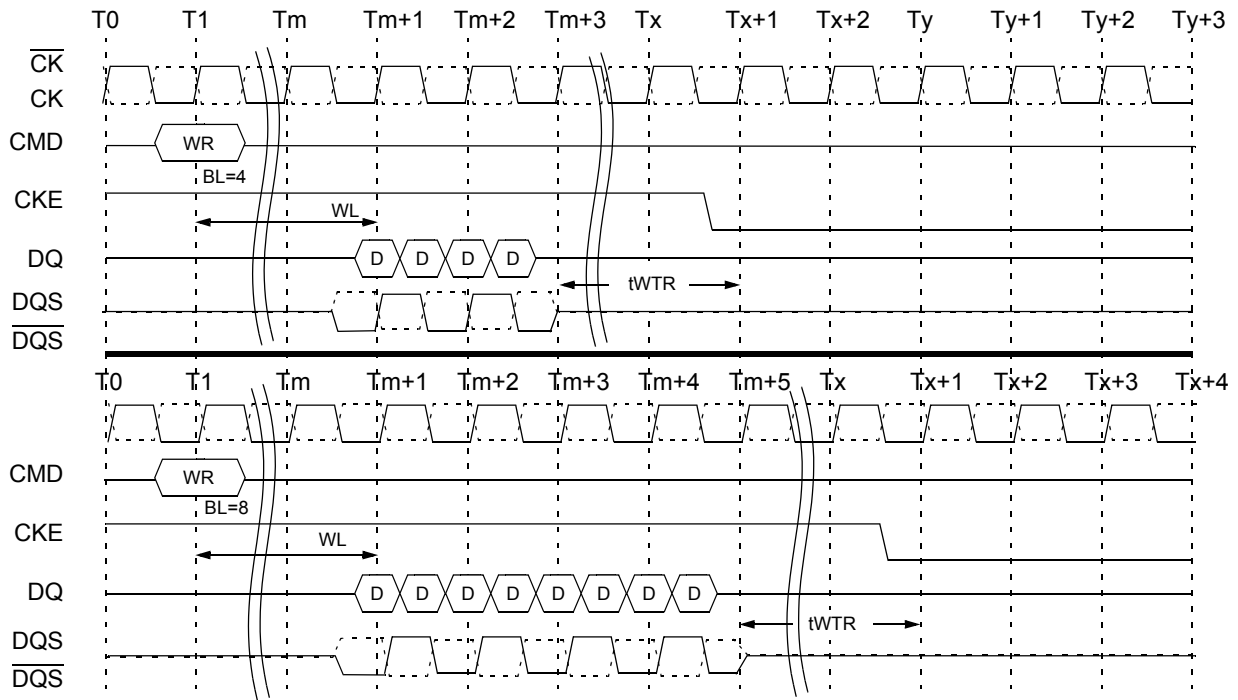 T0 T1 Tm Tm+1 Tm+2 Tm+3 Tx Tx+1 Tx+2 Ty Ty+1 Ty+2 Ty+3
CK
CK
CMD WR
BL=4
CKE
WL
DQ D D D D
tWTR
DQS
DQS
T0 T1 Tm Tm+1 Tm+2 Tm+3 Tm+4 Tm+5 Tx Tx+1 Tx+2 Tx+3 Tx+4
CMD WR
BL=8
CKE
WL
DQ D D D D D D D D
tWTR
DQS
DQS